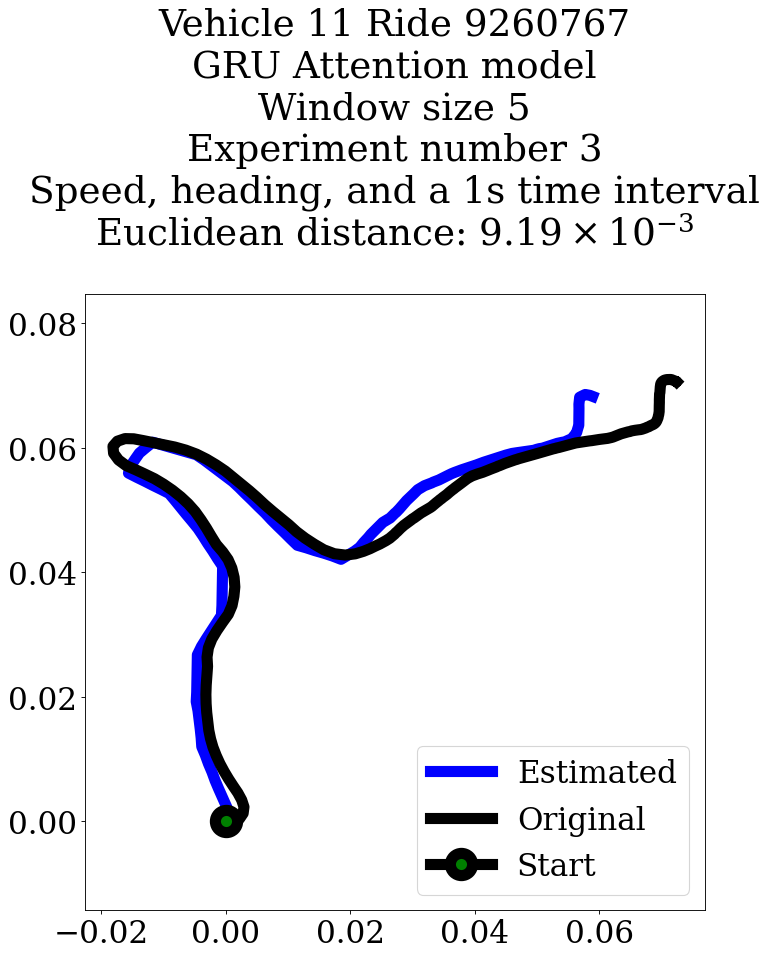 Vehicle 11 Ride 9260767
GRU Attention model
Window size 5
Experiment number 3
Speed, heading, and a 1s time interval
Euclidean distance: 9.19 × 10⁻³
0.08
0.06
0.04
0.02
0.00
Estimated
Original
Start
−0.02 0.00 0.02 0.04 0.06